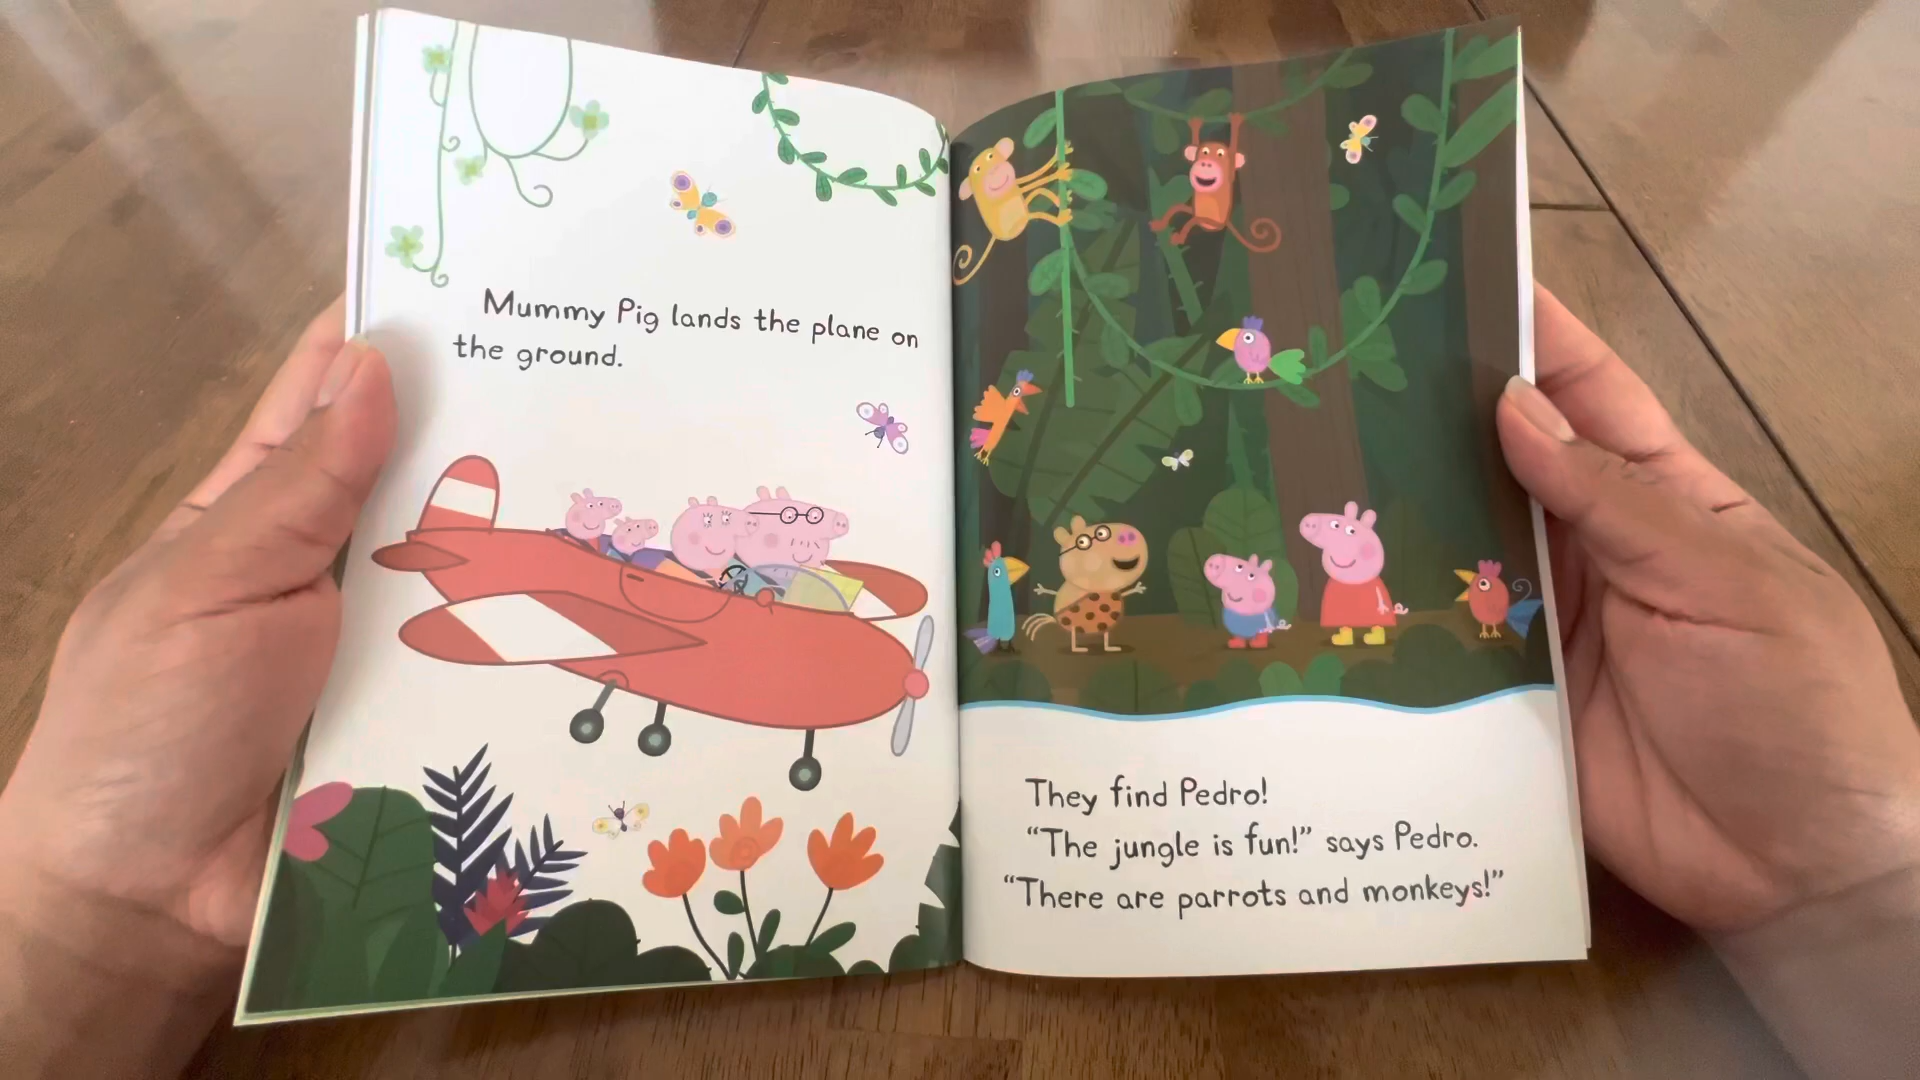 Mummy Pig lands the plane on
the ground.
They find Pedro!
“The jungle is fun!” says Pedro.
“There are parrots and monkeys!”